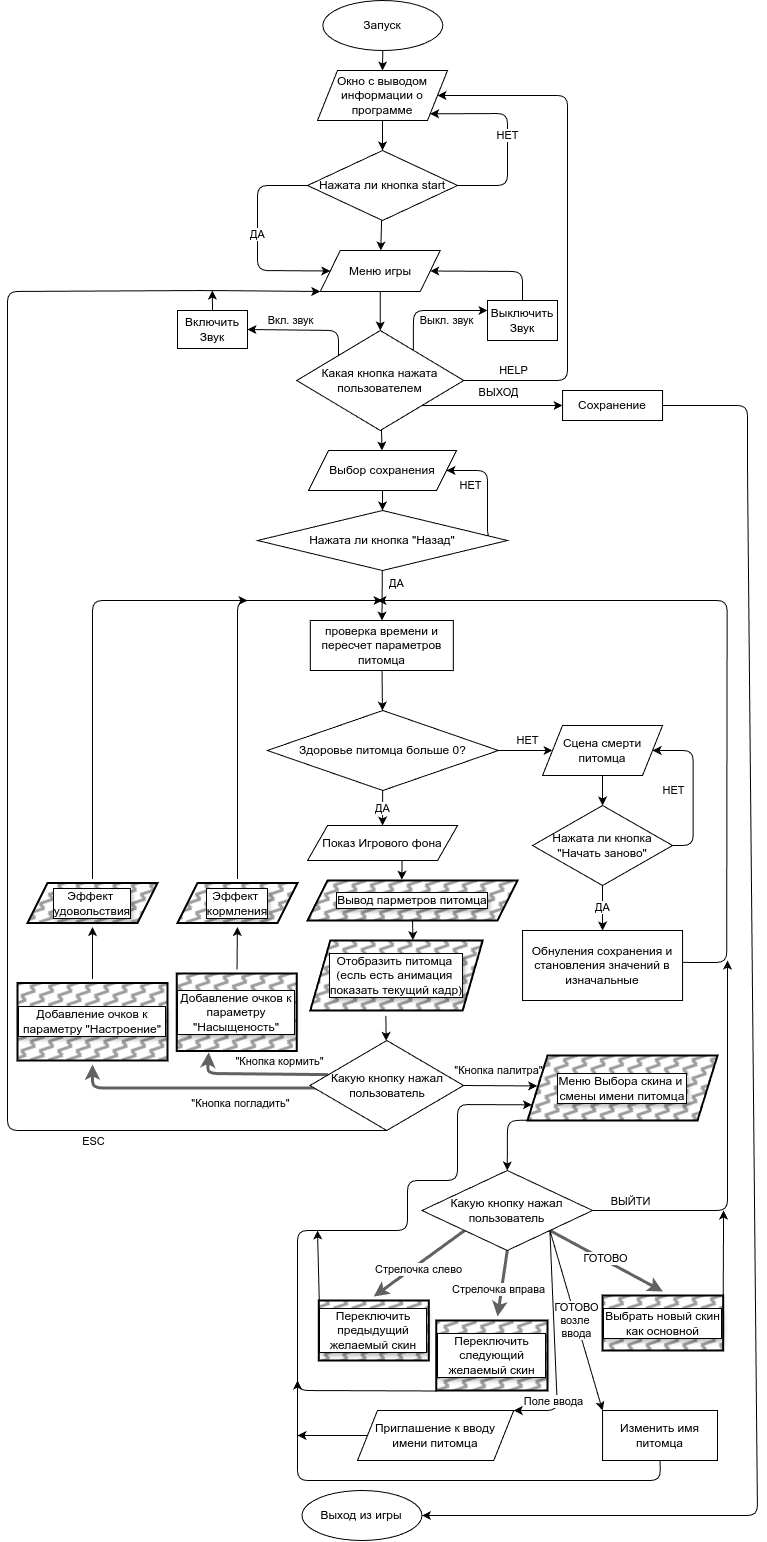 Запуск
Окно с выводом
информации о
программе
НЕТ
Нажата ли кнопка start
ДА
Меню игры
Включить
Звук
Вкл. звук
Выкл. звук
Выключить
Звук
Какая кнопка нажата
пользователем
HELP
ВЫХОД
Сохранение
Выбор сохранения
НЕТ
Нажата ли кнопка "Назад"
ДА
проверка времени и
пересчет параметров
питомца
Здоровье питомца больше 0?
НЕТ
Сцена смерти
питомца
НЕТ
ДА
Показ Игрового фона
Нажата ли кнопка
"Начать заново"
ДА
Эффект
удовольствия
Эффект
кормления
Вывод парметров питомца
Отобразить питомца
(если есть анимация
показать текущий кадр)
Обнуления сохранения и
становления значений в
изначальные
Добавление очков к
параметру "Настроение"
Добавление очков к
параметру
"Насыщеность"
"Кнопка кормить"
"Кнопка погладить"
Какую кнопку нажал
пользователь
"Кнопка палитра"
Меню Выбора скина и
смены имени питомца
ESC
Какую кнопку нажал
пользователь
ВЫЙТИ
Стрелочка слево
Стрелочка вправа
ГОТОВО
ГОТОВО
возле
ввода
Переключить
предыдущий
желаемый скин
Переключить
следующий
желаемый скин
Выбрать новый скин
как основной
Поле ввода
Приглашение к вводу
имени питомца
Изменить имя
питомца
Выход из игры